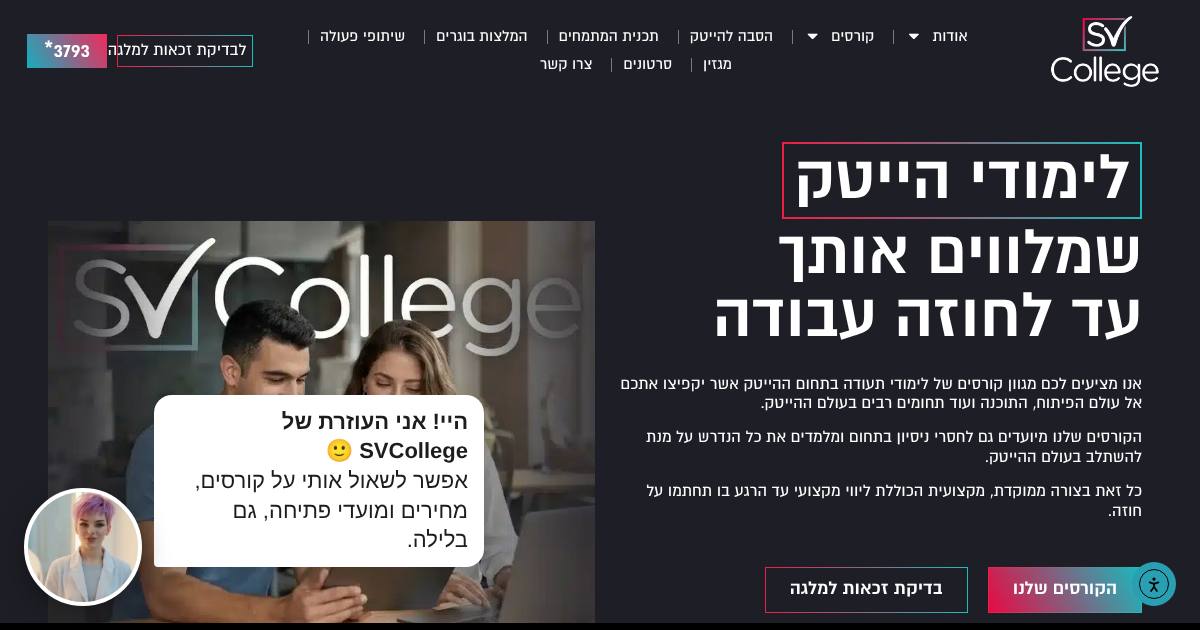 SV
College
אודות
קורסים
הסבה להייטק
תכנית המתמחים
המלצות בוגרים
שיתופי פעולה
מגזין
סרטונים
צרו קשר
לבדיקת זכאות למלגה
3793*
לימודי הייטק
שמלווים אותך
עד לחוזה עבודה
אנו מציעים לכם מגוון קורסים של לימודי תעודה בתחום ההייטק אשר יקפיצו אתכם
אל עולם הפיתוח, התוכנה ועוד תחומים רבים בעולם ההייטק.
הקורסים שלנו מיועדים גם לחסרי ניסיון בתחום ומלמדים את כל הנדרש על מנת
להשתלב בעולם ההייטק.
כל זאת בצורה ממוקדת, מקצועית הכוללת ליווי מקצועי עד הרגע בו תחתמו על
חוזה.
הקורסים שלנו
בדיקת זכאות למלגה
SV College
היי! אני העוזרת של
SVCollege 🙂
אפשר לשאול אותי על קורסים,
מחירים ומועדי פתיחה, גם
בלילה.